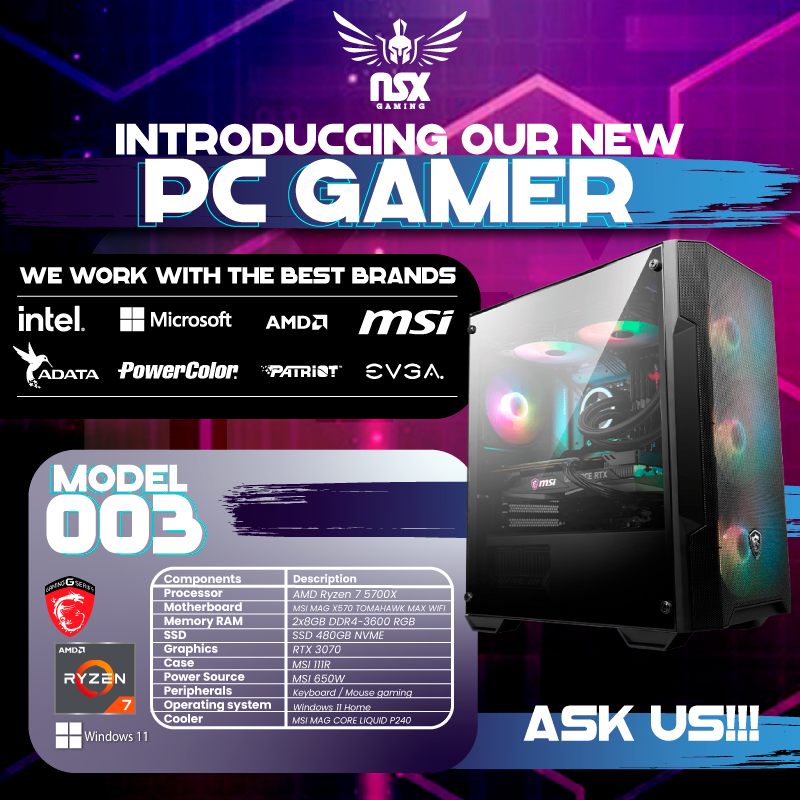 NSX
GAMING
INTRODUCCING OUR NEW
PC GAMER
WE WORK WITH THE BEST BRANDS
intel. Microsoft AMD msi
ADATA PowerColor. PATRIOT EVGA.
MODEL
003
GAMING G SERIES
Components Description
Processor AMD Ryzen 7 5700X
Motherboard MSI MAG X570 TOMAHAWK MAX WIFI
Memory RAM 2x8GB DDR4-3600 RGB
SSD SSD 480GB NVME
Graphics RTX 3070
Case MSI 111R
Power Source MSI 650W
Peripherals Keyboard / Mouse gaming
Operating system Windows 11 Home
Cooler MSI MAG CORE LIQUID P240
AMD
RYZEN
7
Windows 11
msi
RTX
ASK US!!!